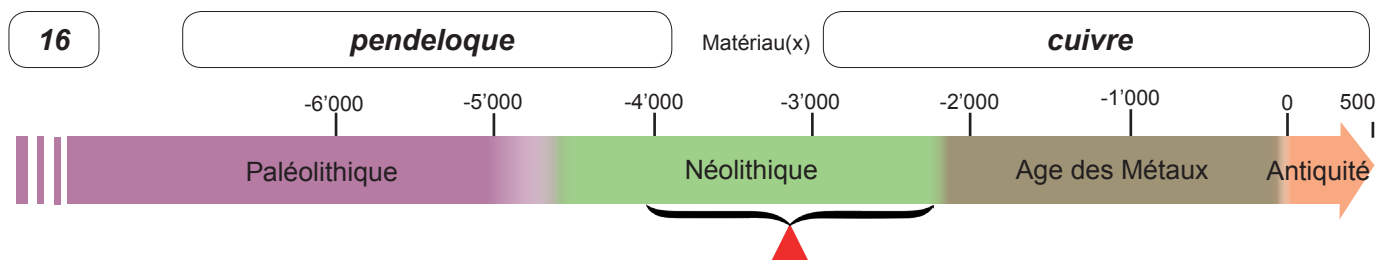 16 pendeloque Matériau(x) cuivre
-6’000 -5’000 -4’000 -3’000 -2’000 -1’000 0 500
Paléolithique Néolithique Age des Métaux Antiquité